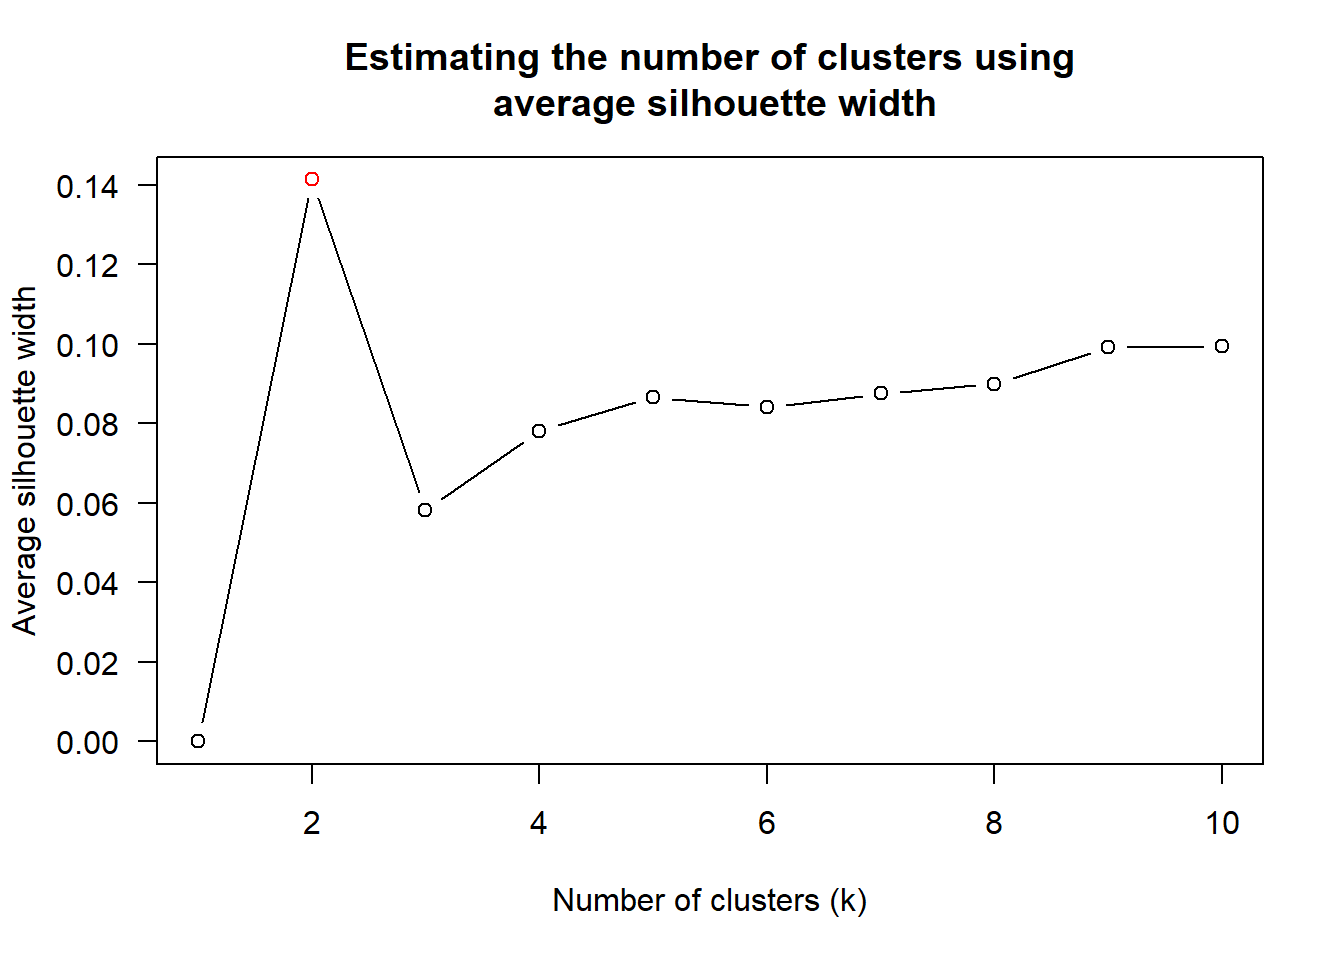 Estimating the number of clusters using
average silhouette width
Average silhouette width
0.14
0.12
0.10
0.08
0.06
0.04
0.02
0.00
2 4 6 8 10
Number of clusters (k)